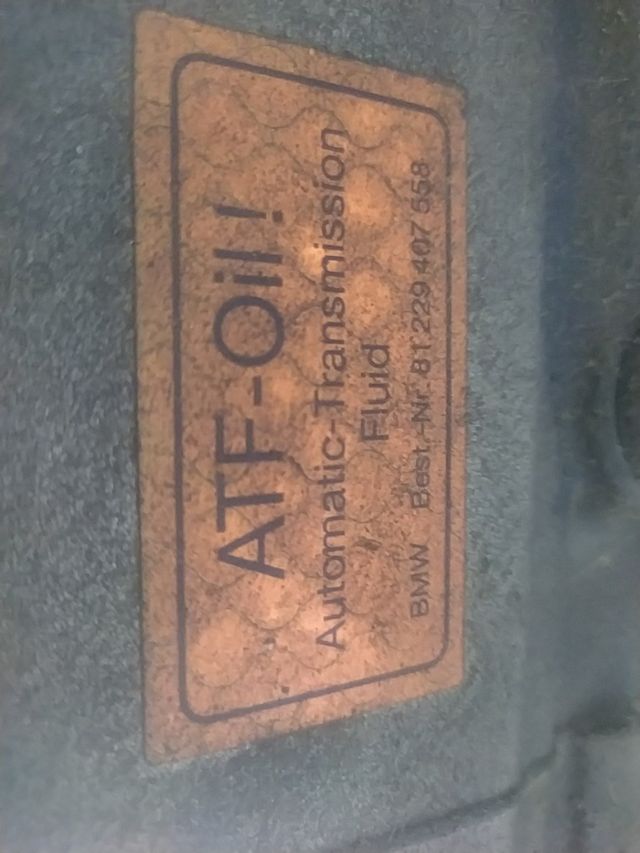 ATF-Oil!
Automatic-Transmission
Fluid
BMW Best.-Nr. 81 229 407 558